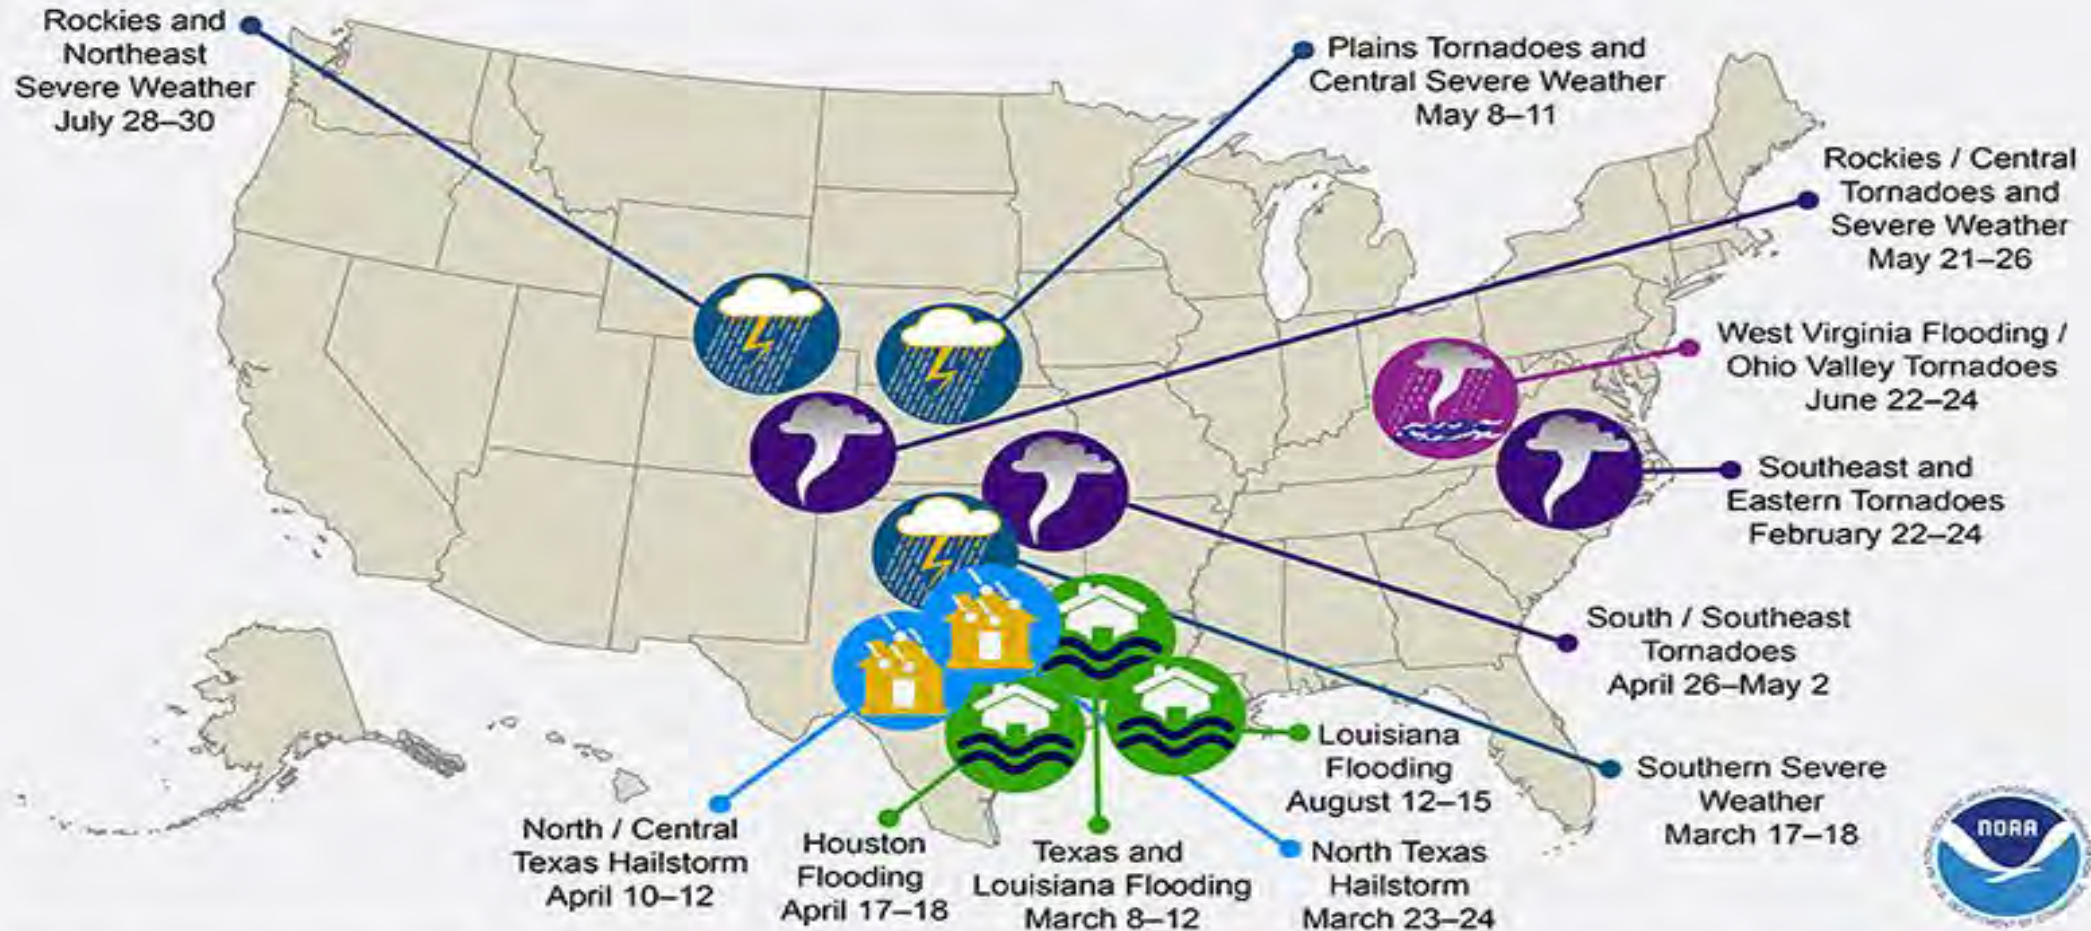 Rockies and
Northeast
Severe Weather
July 28–30
Plains Tornadoes and
Central Severe Weather
May 8–11
Rockies / Central
Tornadoes and
Severe Weather
May 21–26
West Virginia Flooding /
Ohio Valley Tornadoes
June 22–24
Southeast and
Eastern Tornadoes
February 22–24
South / Southeast
Tornadoes
April 26–May 2
Southern Severe
Weather
March 17–18
Louisiana
Flooding
August 12–15
North Texas
Hailstorm
March 23–24
Texas and
Louisiana Flooding
March 8–12
Houston
Flooding
April 17–18
North / Central
Texas Hailstorm
April 10–12
NOAA